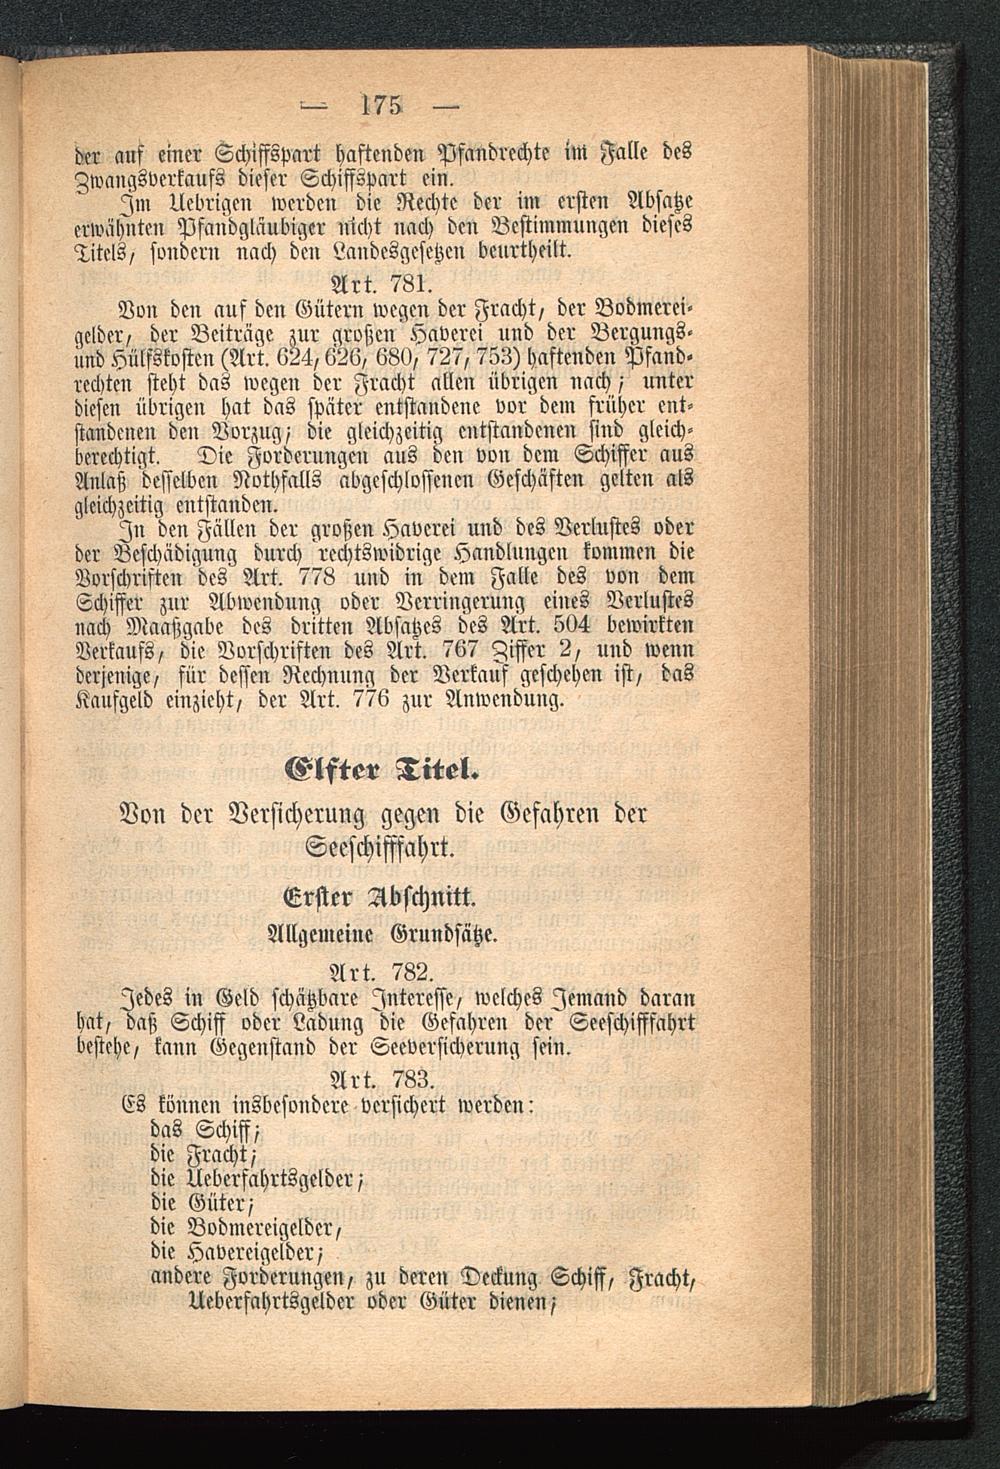 — 175 —
der auf einer Schiffspart haftenden Pfandrechte im Falle des
Zwangsverkaufs dieser Schiffspart ein.
Im Uebrigen werden die Rechte der im ersten Absatze
erwähnten Pfandgläubiger nicht nach den Bestimmungen dieses
Titels, sondern nach den Landesgesetzen beurtheilt.
Art. 781.
Von den auf den Gütern wegen der Fracht, der Bodmerei-
gelder, der Beiträge zur großen Haverei und der Bergungs-
und Hülfskosten (Art. 624, 626, 680, 727, 753) haftenden Pfand-
rechten steht das wegen der Fracht allen übrigen nach; unter
diesen übrigen hat das später entstandene vor dem früher ent-
standenen den Vorzug; die gleichzeitig entstandenen sind gleich-
berechtigt. Die Forderungen aus den von dem Schiffer aus
Anlaß desselben Nothfalls abgeschlossenen Geschäften gelten als
gleichzeitig entstanden.
In den Fällen der großen Haverei und des Verlustes oder
der Beschädigung durch rechtswidrige Handlungen kommen die
Vorschriften des Art. 778 und in dem Falle des von dem
Schiffer zur Abwendung oder Verringerung eines Verlustes
nach Maaßgabe des dritten Absatzes des Art. 504 bewirkten
Verkaufs, die Vorschriften des Art. 767 Ziffer 2, und wenn
derjenige, für dessen Rechnung der Verkauf geschehen ist, das
Kaufgeld einzieht, der Art. 776 zur Anwendung.
Elfter Titel.
Von der Versicherung gegen die Gefahren der
Seeschifffahrt.
Erster Abschnitt.
Allgemeine Grundsätze.
Art. 782.
Jedes in Geld schätzbare Interesse, welches Jemand daran
hat, daß Schiff oder Ladung die Gefahren der Seeschifffahrt
bestehe, kann Gegenstand der Seeversicherung sein.
Art. 783.
Es können insbesondere versichert werden:
das Schiff;
die Fracht;
die Ueberfahrtsgelder;
die Güter;
die Bodmereigelder,
die Havereigelder;
andere Forderungen, zu deren Deckung Schiff, Fracht,
Ueberfahrtsgelder oder Güter dienen;